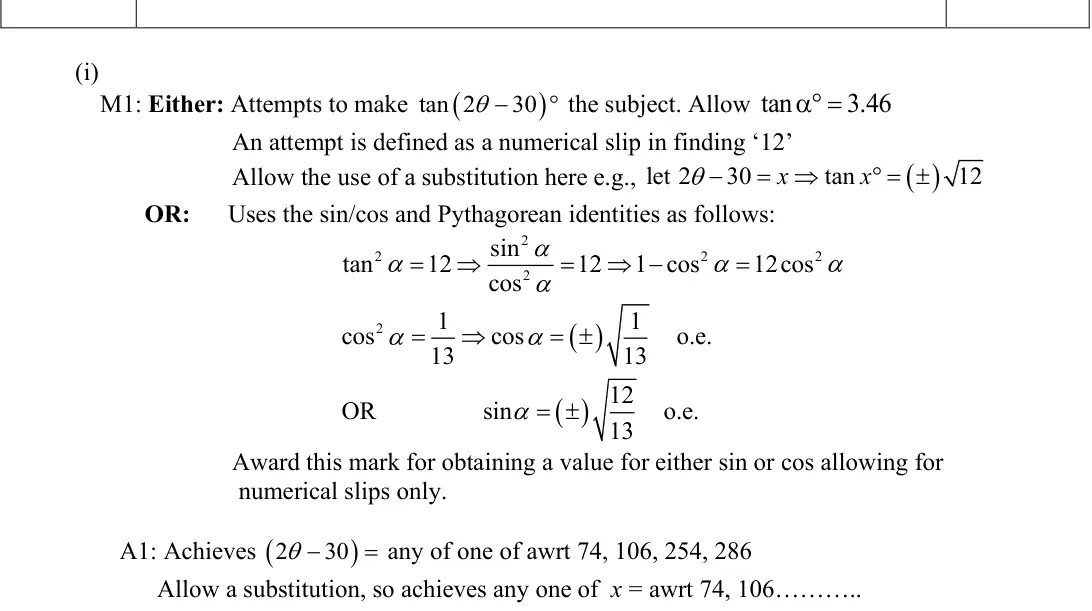 (i)
M1: Either: Attempts to make tan(2θ − 30)° the subject. Allow tan α° = 3.46
An attempt is defined as a numerical slip in finding ‘12’
Allow the use of a substitution here e.g., let 2θ − 30 = x ⇒ tan x° = (±)√12
OR: Uses the sin/cos and Pythagorean identities as follows:
tan² α = 12 ⇒ sin² α / cos² α = 12 ⇒ 1 − cos² α = 12 cos² α
cos² α = 1/13 ⇒ cos α = (±)√(1/13) o.e.
OR sin α = (±)√(12/13) o.e.
Award this mark for obtaining a value for either sin or cos allowing for
numerical slips only.
A1: Achieves (2θ − 30) = any of one of awrt 74, 106, 254, 286
Allow a substitution, so achieves any one of x = awrt 74, 106………..